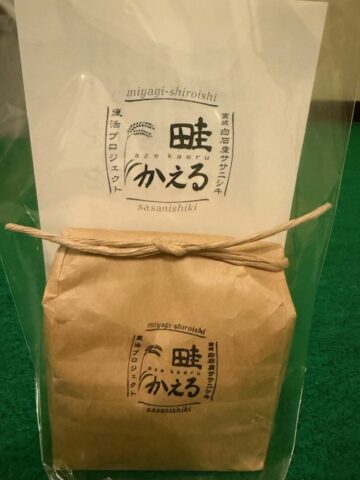 miyagi-shiroishi
宮城 白石産ササニシキ
畦
aze kaeru
かえる
復活プロジェクト
sasanishiki
miyagi-shiroishi
宮城 白石産ササニシキ
畦
aze kaeru
かえる
復活プロジェクト
sasanishiki